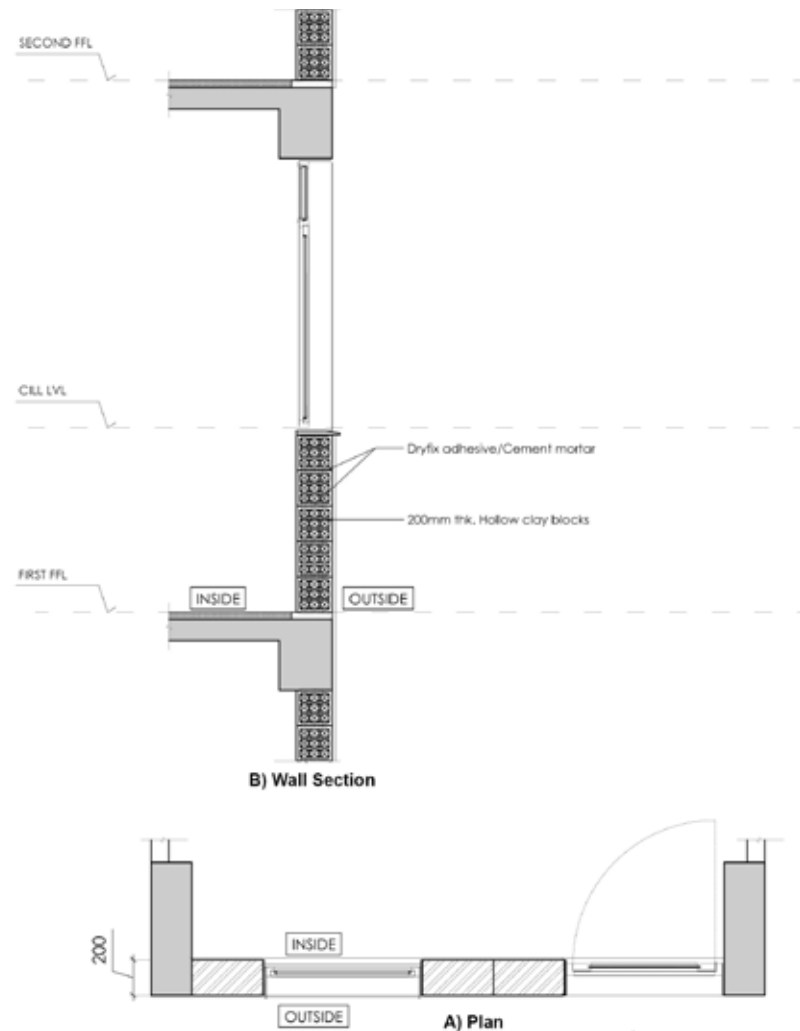 SECOND FFL
CILL LVL
Dryfix adhesive/Cement mortar
200mm thk. Hollow clay blocks
FIRST FFL
INSIDE
OUTSIDE
B) Wall Section
200
INSIDE
OUTSIDE
A) Plan